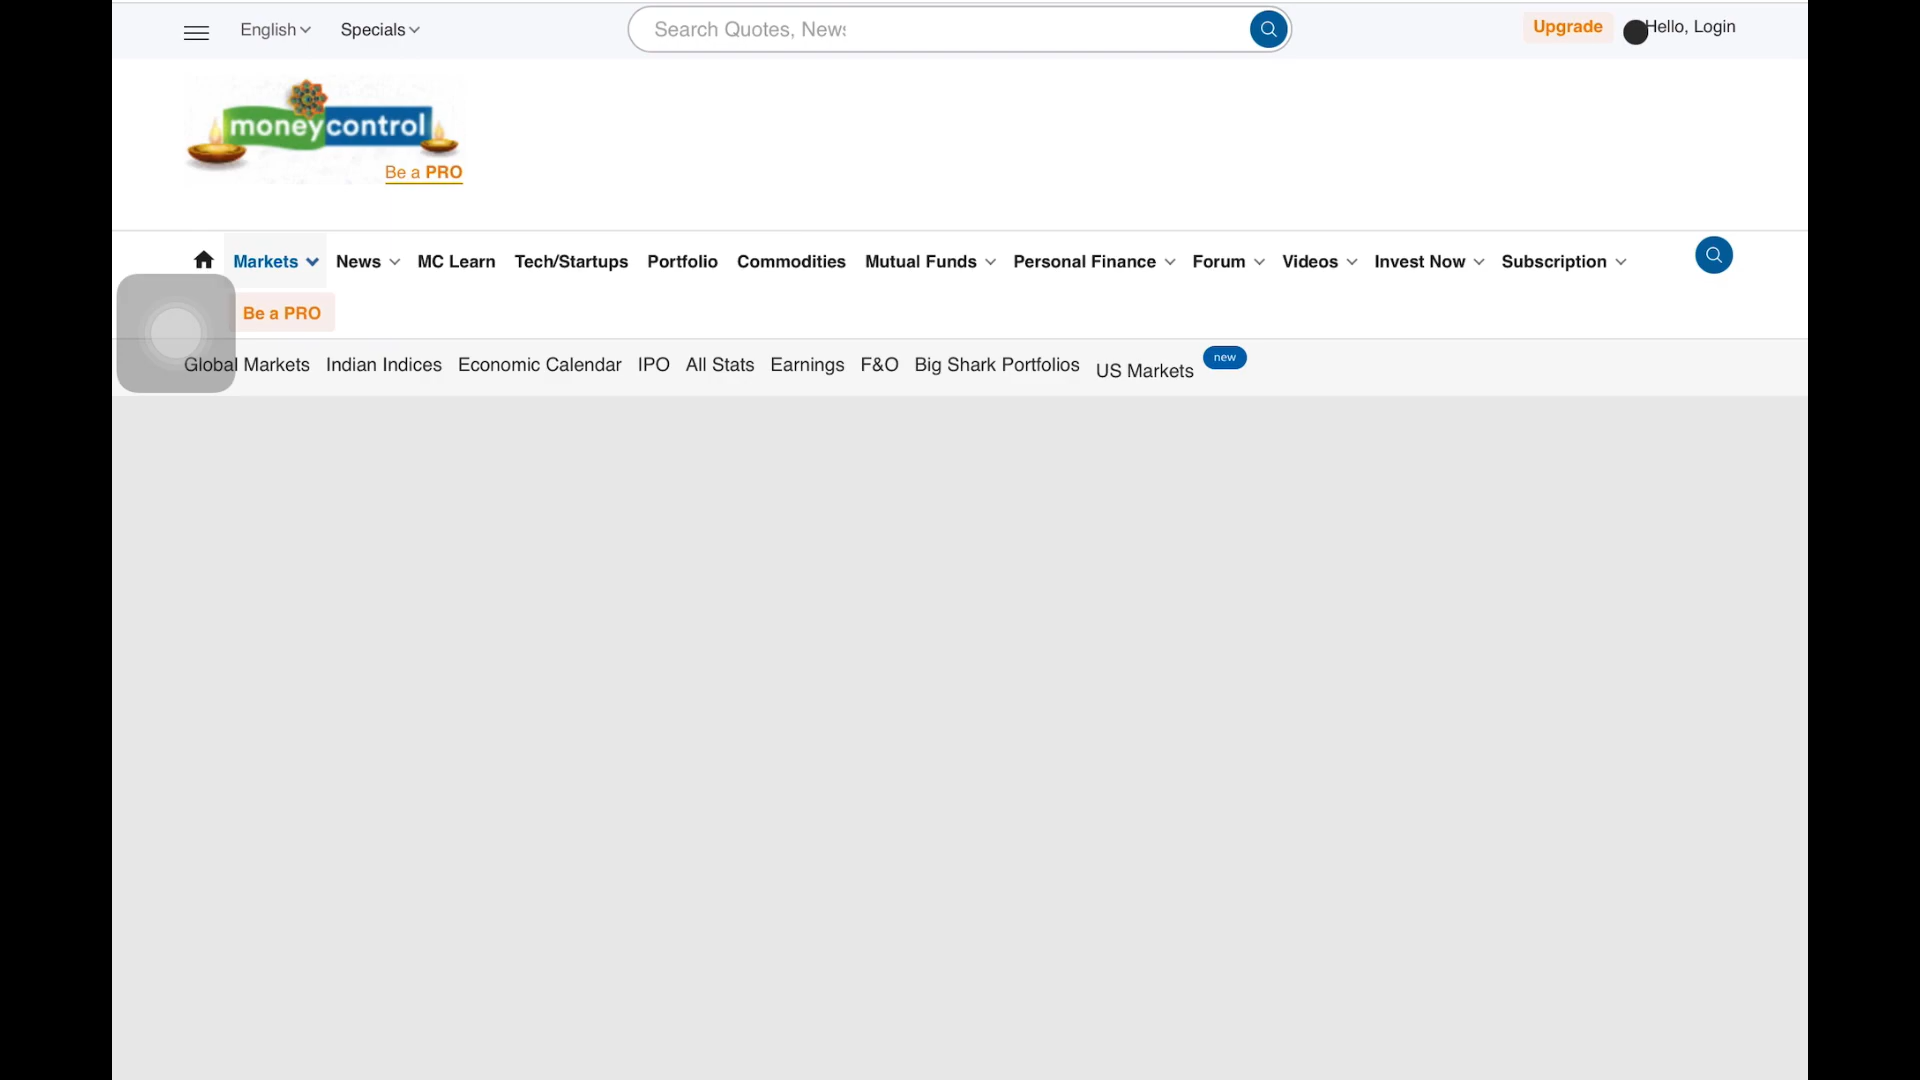 English Specials Search Quotes, News Upgrade Hello, Login
moneycontrol
Be a PRO
Markets News MC Learn Tech/Startups Portfolio Commodities Mutual Funds Personal Finance Forum Videos Invest Now Subscription
Be a PRO
Global Markets Indian Indices Economic Calendar IPO All Stats Earnings F&O Big Shark Portfolios US Markets new